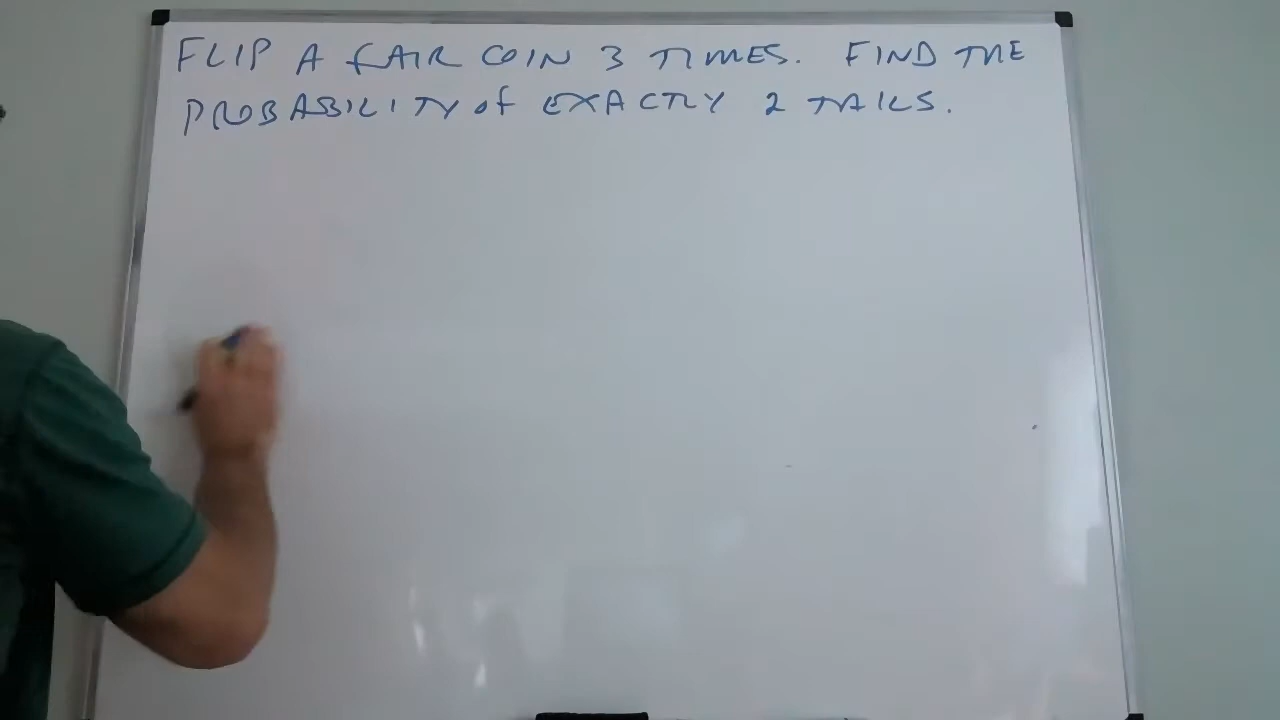 FLIP A FAIR COIN 3 TIMES. FIND THE
PROBABILITY of EXACTLY 2 TAILS.